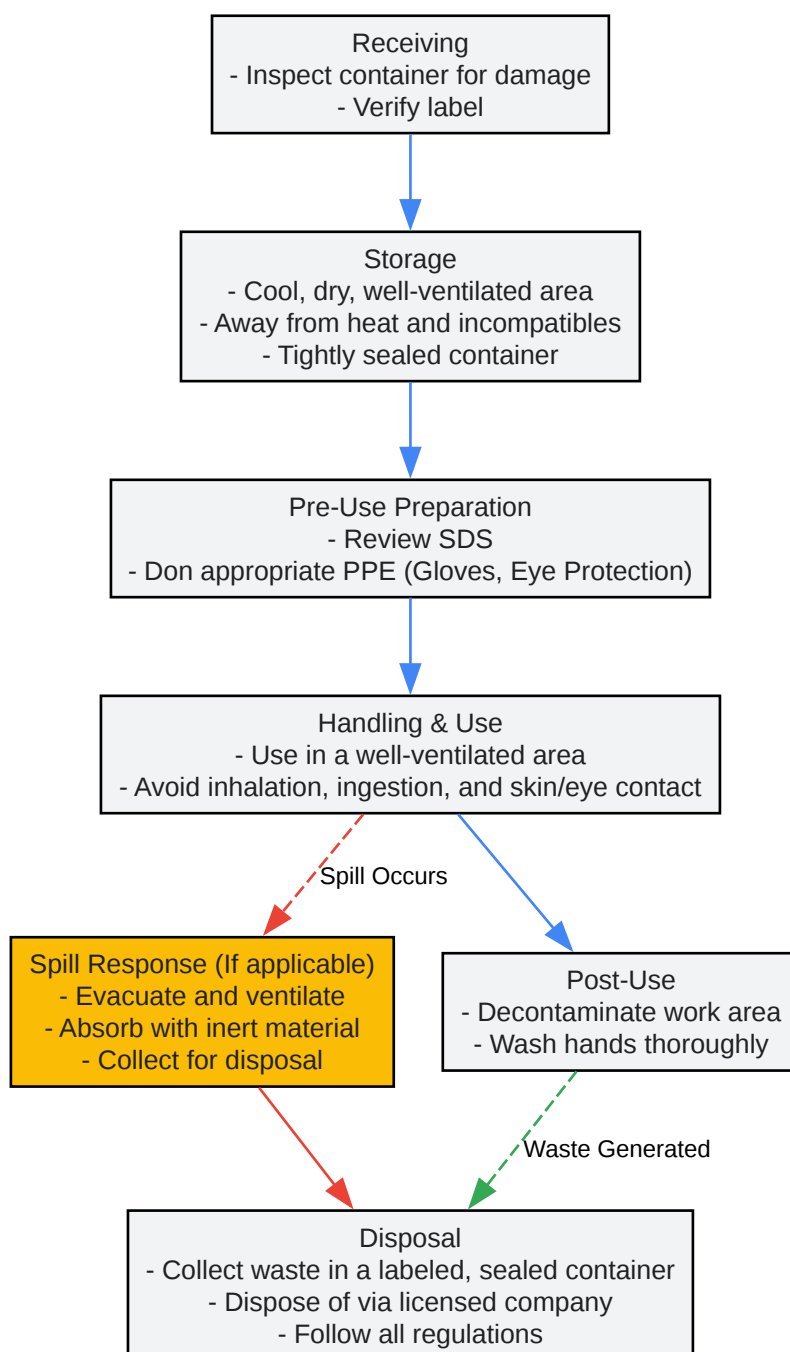 Receiving
- Inspect container for damage
- Verify label
Storage
- Cool, dry, well-ventilated area
- Away from heat and incompatibles
- Tightly sealed container
Pre-Use Preparation
- Review SDS
- Don appropriate PPE (Gloves, Eye Protection)
Handling & Use
- Use in a well-ventilated area
- Avoid inhalation, ingestion, and skin/eye contact
Spill Occurs
Spill Response (If applicable)
- Evacuate and ventilate
- Absorb with inert material
- Collect for disposal
Post-Use
- Decontaminate work area
- Wash hands thoroughly
Waste Generated
Disposal
- Collect waste in a labeled, sealed container
- Dispose of via licensed company
- Follow all regulations